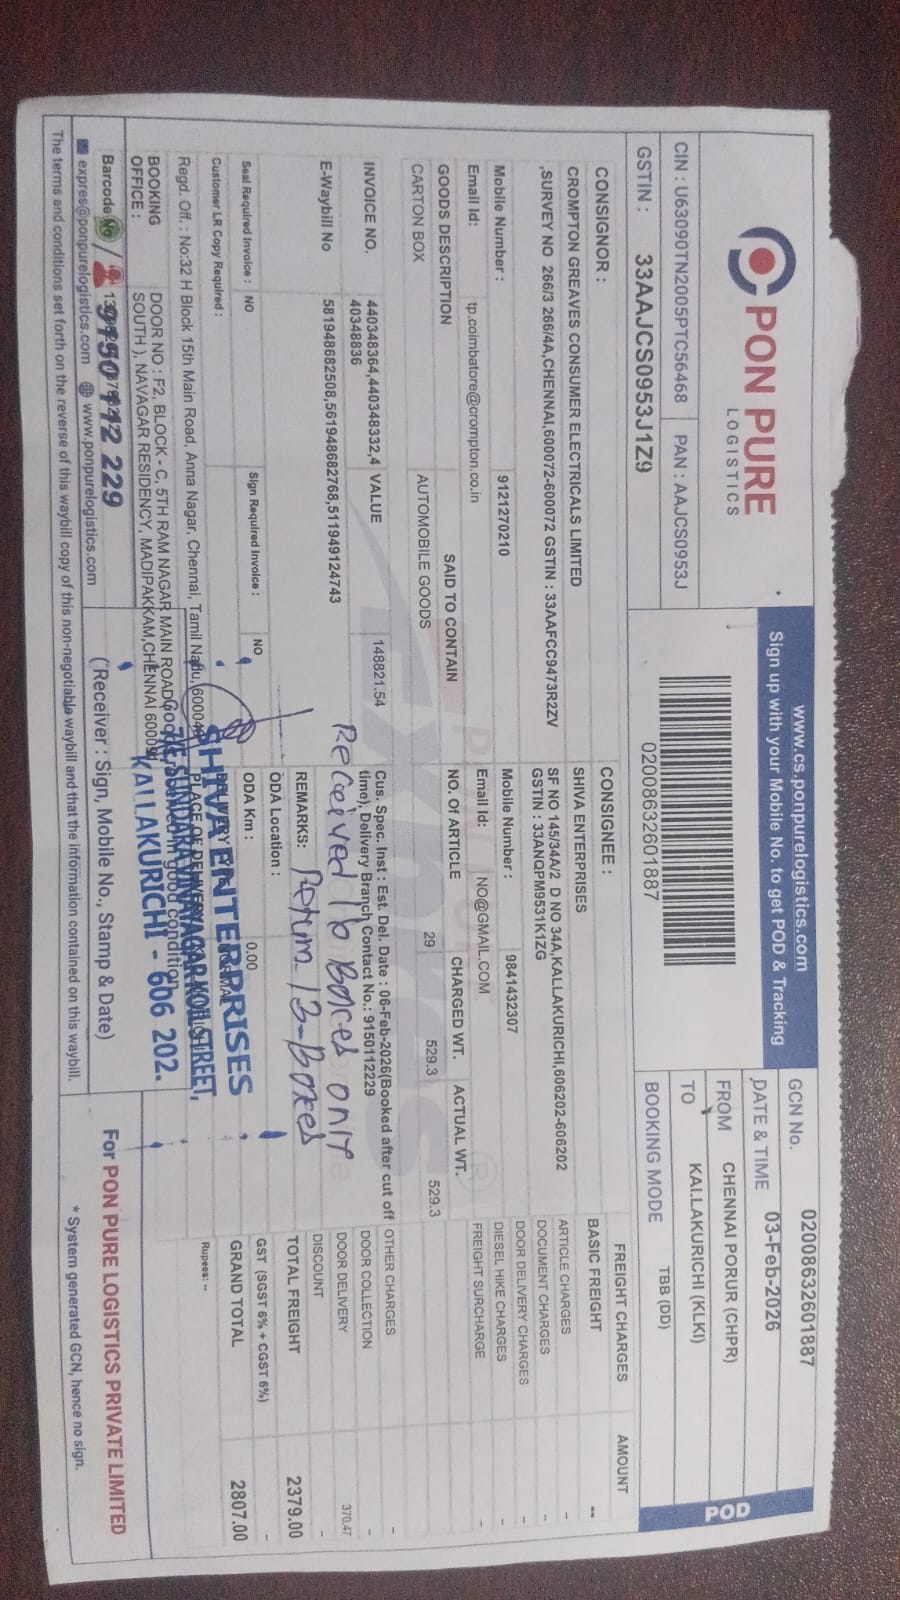 PON PURE
LOGISTICS
www.cs.ponpurelogistics.com
Sign up with your Mobile No. to get POD & Tracking
GCN No. 02008632601887
DATE & TIME 03-Feb-2026
FROM CHENNAI PORUR (CHPR)
TO KALLAKURICHI (KLKI)
BOOKING MODE TBB (DD)
POD
CIN : U63090TN2005PTC56468 PAN : AAJCS0953J
GSTIN : 33AAJCS0953J1Z9
02008632601887
CONSIGNOR :
CROMPTON GREAVES CONSUMER ELECTRICALS LIMITED
,SURVEY NO 266/3 266/4A,CHENNAI,600072-600072 GSTIN : 33AAFCC9473R2ZV
Mobile Number : 9121270210
Email Id: tp.coimbatore@crompton.co.in
CONSIGNEE :
SHIVA ENTERPRISES
SF NO 145/34A/2 D NO 34A,KALLAKURICHI,606202-606202
GSTIN : 33ANQPM9531K1ZG
Mobile Number : 9841432307
Email Id: NO@GMAIL.COM
FREIGHT CHARGES AMOUNT
BASIC FREIGHT --
ARTICLE CHARGES -
DOCUMENT CHARGES -
DOOR DELIVERY CHARGES -
DIESEL HIKE CHARGES -
FREIGHT SURCHARGE -
GOODS DESCRIPTION SAID TO CONTAIN NO. Of ARTICLE CHARGED WT. ACTUAL WT.
CARTON BOX AUTOMOBILE GOODS 29 529.3 529.3
OTHER CHARGES -
DOOR COLLECTION -
DOOR DELIVERY 370.47
DISCOUNT -
TOTAL FREIGHT 2379.00
GST (SGST 6% + CGST 6%) -
GRAND TOTAL 2807.00
Rupees: -
INVOICE NO. 440348364,440348332,4 VALUE 148821.54
40348836
E-Waybill No 581948682508,561948682768,511949124743
Cus. Spec. Inst : Est. Del. Date : 06-Feb-2026(Booked after cut off
time), Delivery Branch Contact No.: 9150112229
Received 16 Boxes only
REMARKS: Return-13-Boxes
Seal Required Invoice : NO Sign Required Invoice : NO
ODA Location :
ODA Km : 0.00
Customer LR Copy Required :
SHIVA ENTERPRISES
KALLAKURICHI - 606 202.
Regd. Off. : No:32 H Block 15th Main Road, Anna Nagar, Chennai, Tamil Nadu,
BOOKING OFFICE : DOOR NO : F2, BLOCK - C, 5TH RAM NAGAR MAIN ROAD
SOUTH ), NAVAGAR RESIDENCY, MADIPAKKAM,CHENNAI
Barcode No
9150 112 229
expres@ponpurelogistics.com www.ponpurelogistics.com
(Receiver : Sign, Mobile No., Stamp & Date)
For PON PURE LOGISTICS PRIVATE LIMITED
* System generated GCN, hence no sign.
The terms and conditions set forth on the reverse of this waybill copy of this non-negotiable waybill and that the information contained on this waybill.